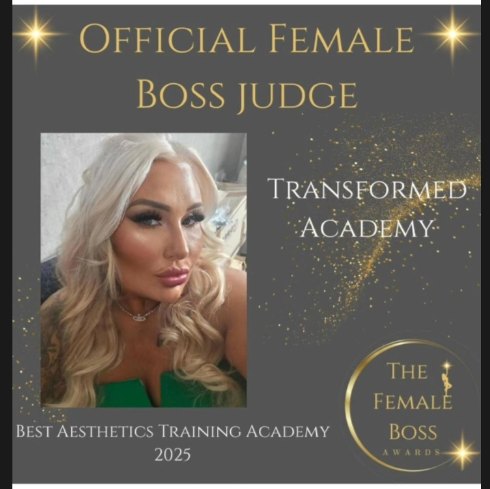 Official Female
Boss judge
Transformed
Academy
The
Female
Boss
AWARDS
Best Aesthetics Training Academy
2025